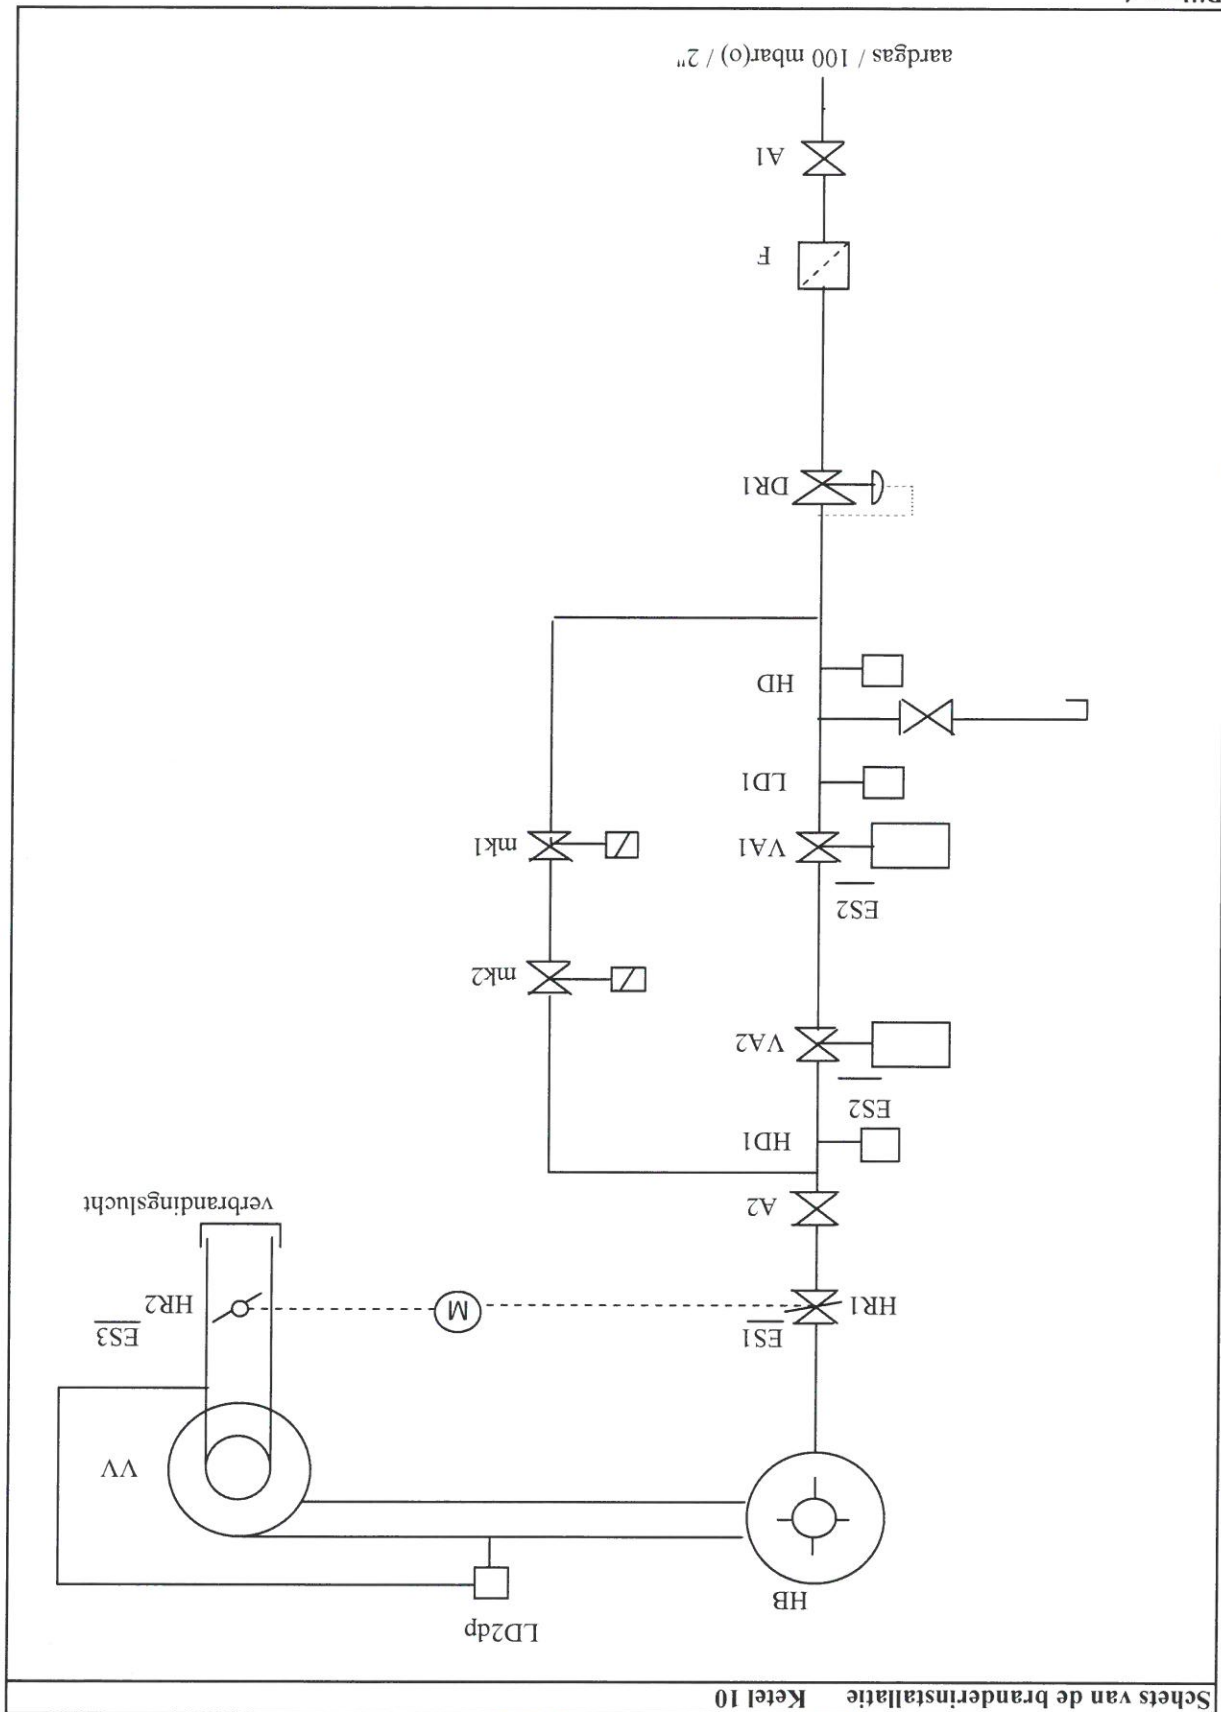 Schets van de branderinstallatie Ketel 10
LD2dp
HB
VV
ES3
HR2
M
ES1
HR1
verbrandingslucht
A2
HD1
ES2
VA2
mk2
ES2
VA1
mk1
LD1
HD
DR1
F
A1
aardgas / 100 mbar(o) / 2"